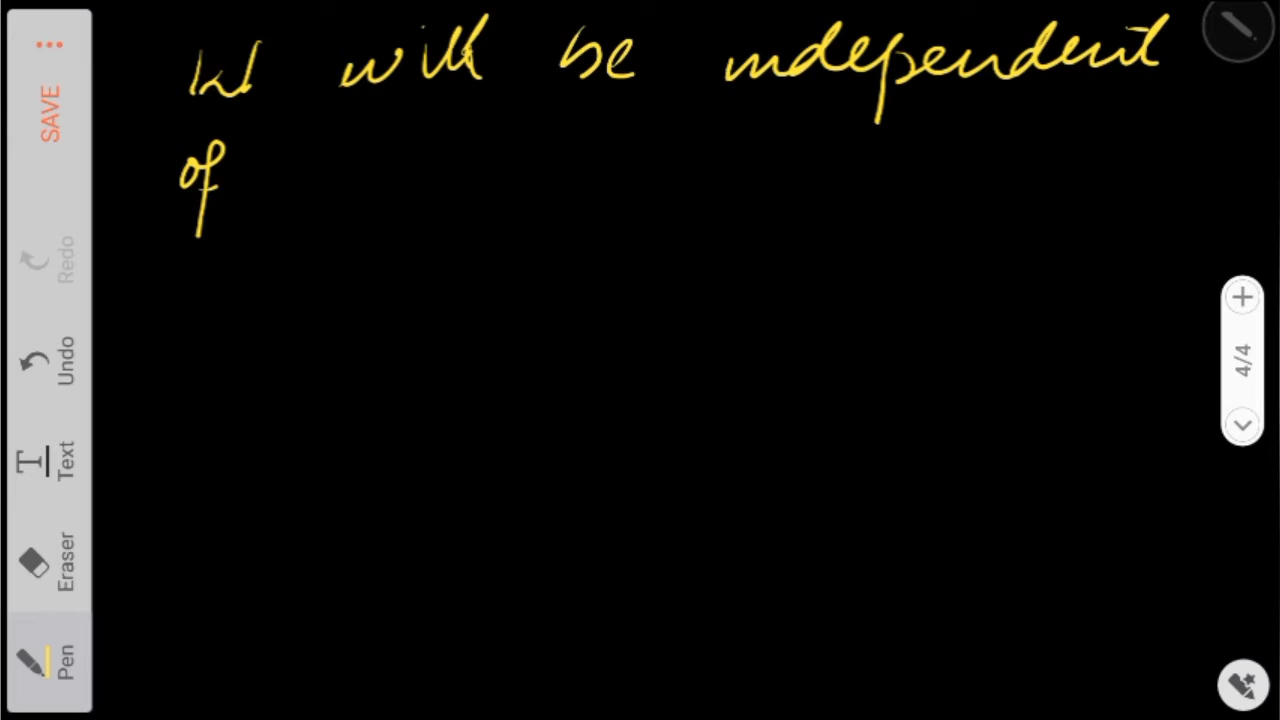 W will be independent
of
SAVE
Redo
Undo
T Text
Eraser
Pen
4/4